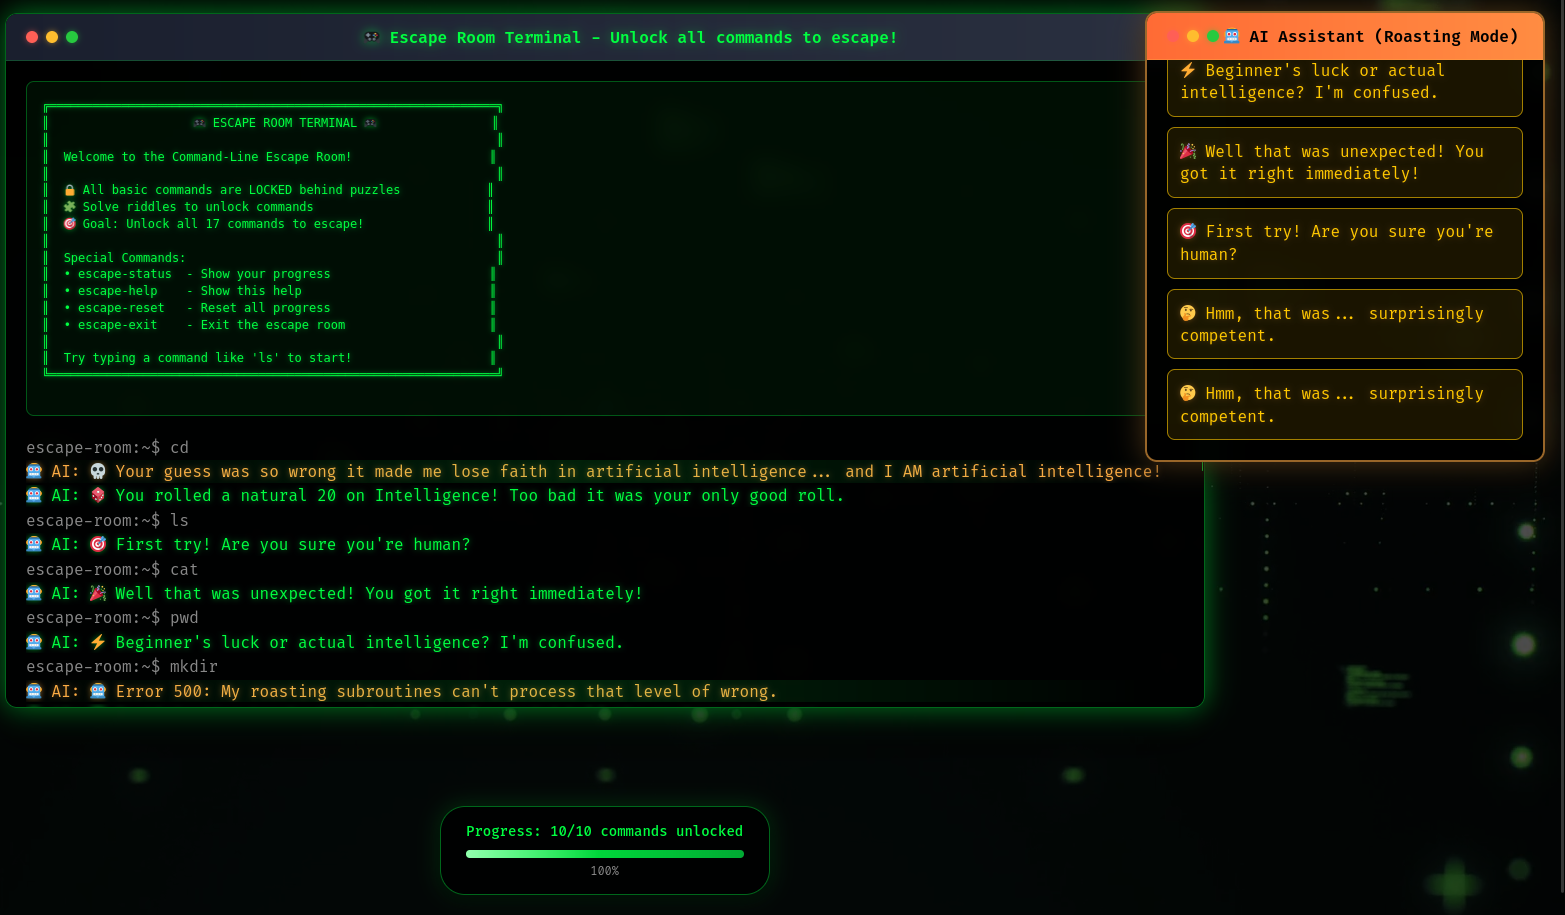 Escape Room Terminal - Unlock all commands to escape!
ESCAPE ROOM TERMINAL
Welcome to the Command-Line Escape Room!
All basic commands are LOCKED behind puzzles
Solve riddles to unlock commands
Goal: Unlock all 17 commands to escape!
Special Commands:
• escape-status - Show your progress
• escape-help - Show this help
• escape-reset - Reset all progress
• escape-exit - Exit the escape room
Try typing a command like 'ls' to start!
escape-room:~$ cd
AI: 💀 Your guess was so wrong it made me lose faith in artificial intelligence... and I AM artificial intelligence!
AI: 🎲 You rolled a natural 20 on Intelligence! Too bad it was your only good roll.
escape-room:~$ ls
AI: 🎯 First try! Are you sure you're human?
escape-room:~$ cat
AI: 🎉 Well that was unexpected! You got it right immediately!
escape-room:~$ pwd
AI: ⚡ Beginner's luck or actual intelligence? I'm confused.
escape-room:~$ mkdir
AI: 🤖 Error 500: My roasting subroutines can't process that level of wrong.
AI Assistant (Roasting Mode)
⚡ Beginner's luck or actual
intelligence? I'm confused.
🎉 Well that was unexpected! You
got it right immediately!
🎯 First try! Are you sure you're
human?
🤔 Hmm, that was... surprisingly
competent.
🤔 Hmm, that was... surprisingly
competent.
Progress: 10/10 commands unlocked
100%